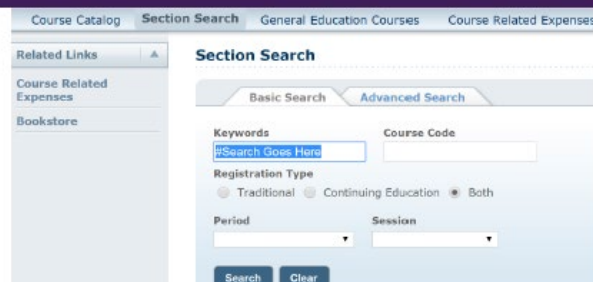 Course Catalog Section Search General Education Courses Course Related Expenses
Related Links
Course Related
Expenses
Bookstore
Section Search
Basic Search Advanced Search
Keywords Course Code
#Search Goes Here
Registration Type
Traditional Continuing Education Both
Period Session
Search Clear